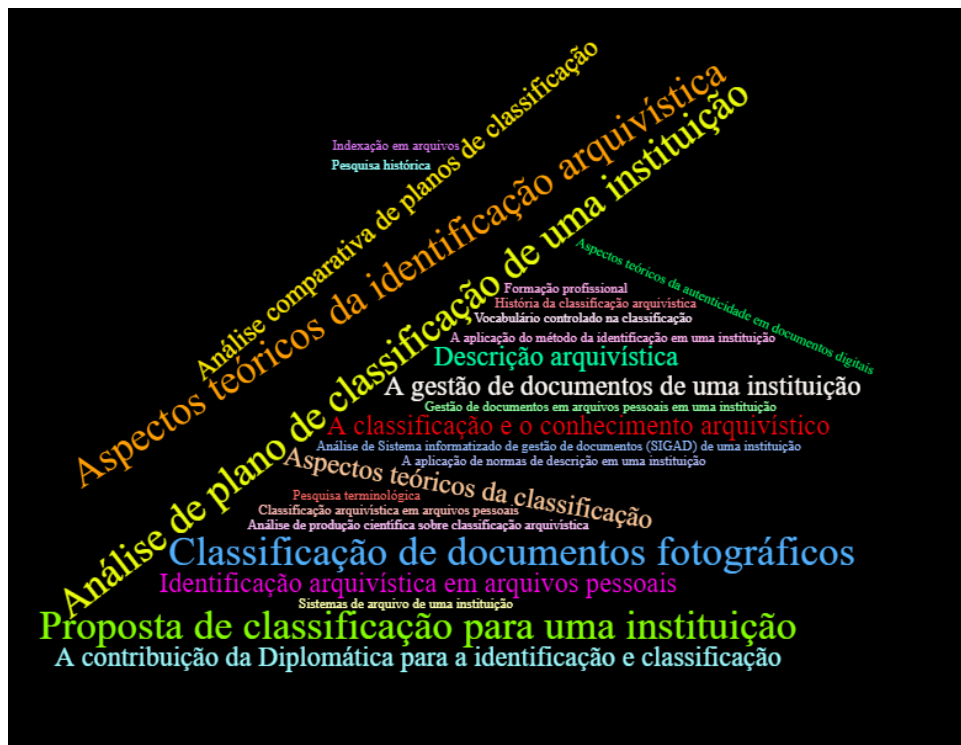 Análise comparativa de planos de classificação
Aspectos teóricos da identificação arquivística
Análise de plano de classificação de uma instituição
Indexação em arquivos
Pesquisa histórica
Aspectos teóricos da autenticidade em documentos digitais
Formação profissional
História da classificação arquivística
Vocabulário controlado na classificação
A aplicação do método da identificação em uma instituição
Descrição arquivística
A gestão de documentos de uma instituição
Gestão de documentos em arquivos pessoais em uma instituição
A classificação e o conhecimento arquivístico
Análise de Sistema informatizado de gestão de documentos (SIGAD) de uma instituição
A aplicação de normas de descrição em uma instituição
Aspectos teóricos da classificação
Pesquisa terminológica
Classificação arquivística em arquivos pessoais
Análise de produção científica sobre classificação arquivística
Classificação de documentos fotográficos
Identificação arquivística em arquivos pessoais
Sistemas de arquivo de uma instituição
Proposta de classificação para uma instituição
A contribuição da Diplomática para a identificação e classificação